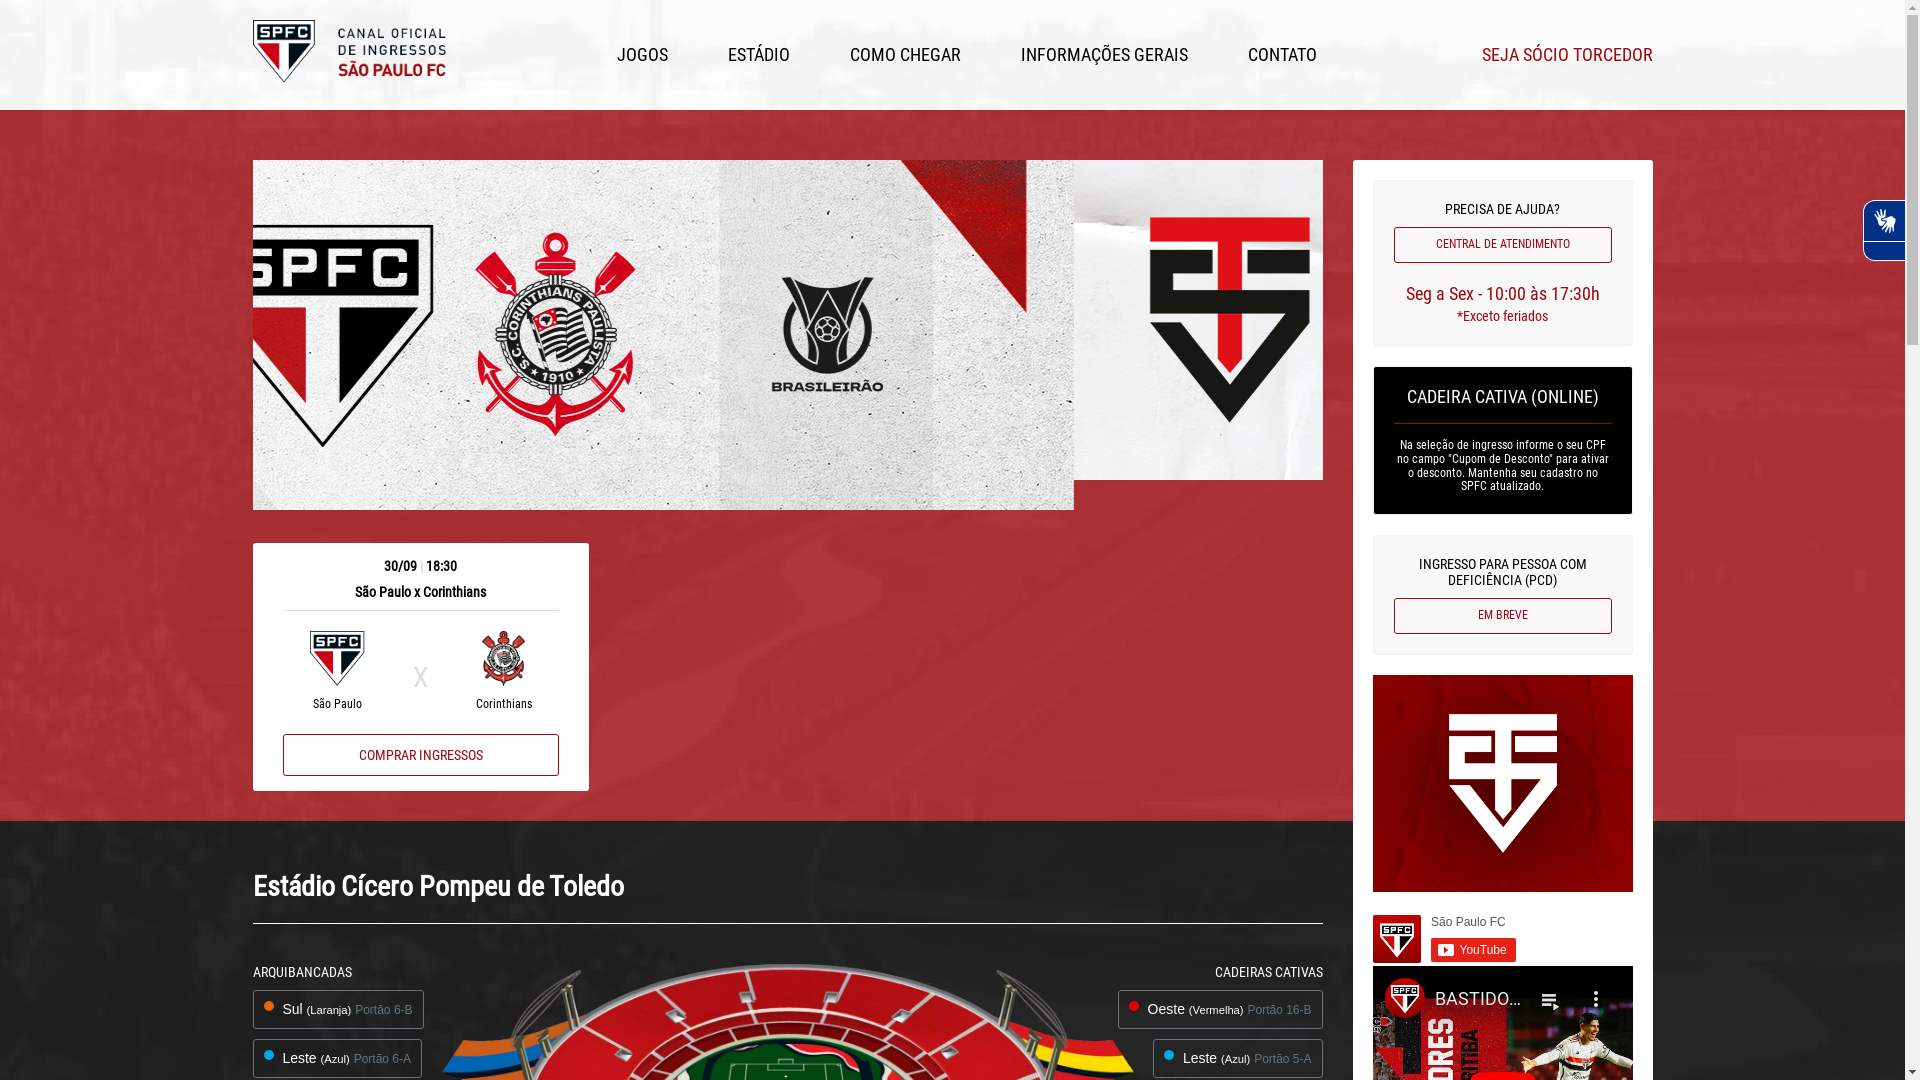 SPFC
CANAL OFICIAL
DE INGRESSOS
SÃO PAULO FC
JOGOS
ESTÁDIO
COMO CHEGAR
INFORMAÇÕES GERAIS
CONTATO
SEJA SÓCIO TORCEDOR
SPFC
S.C. CORINTHIANS PAULISTA
1910
BRASILEIRÃO
PRECISA DE AJUDA?
CENTRAL DE ATENDIMENTO
Seg a Sex - 10:00 às 17:30h
*Exceto feriados
CADEIRA CATIVA (ONLINE)
Na seleção de ingresso informe o seu CPF
no campo "Cupom de Desconto" para ativar
o desconto. Mantenha seu cadastro no
SPFC atualizado.
INGRESSO PARA PESSOA COM
DEFICIÊNCIA (PCD)
EM BREVE
30/09 | 18:30
São Paulo x Corinthians
SPFC
X
São Paulo
Corinthians
COMPRAR INGRESSOS
São Paulo FC
YouTube
SPFC
BASTIDO...
Estádio Cícero Pompeu de Toledo
ARQUIBANCADAS
Sul (Laranja) Portão 6-B
Leste (Azul) Portão 6-A
CADEIRAS CATIVAS
Oeste (Vermelha) Portão 16-B
Leste (Azul) Portão 5-A